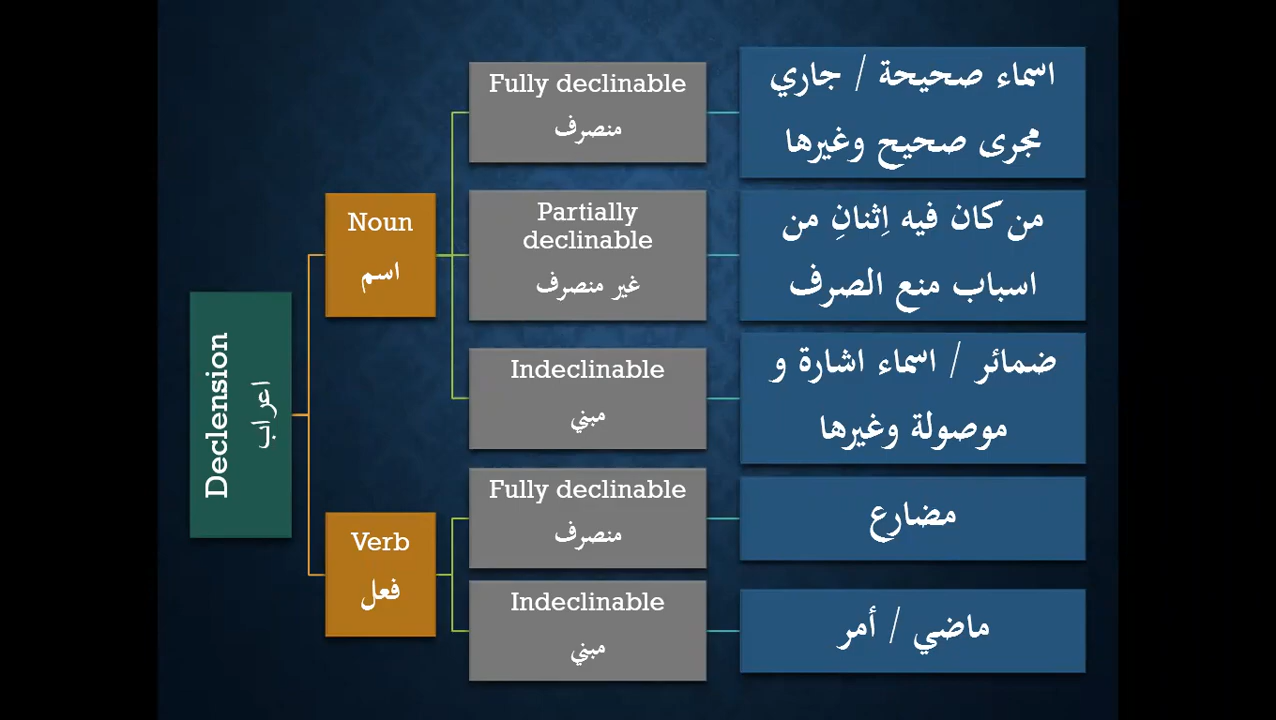 Declension
اعراب
Noun
اسم
Fully declinable
منصرف
اسماء صحيحة / جاري
مجرى صحيح وغيرها
Partially
declinable
غير منصرف
من كان فيه اِثنانِ من
اسباب منع الصرف
Indeclinable
مبني
ضمائر / اسماء اشارة و
موصولة وغيرها
Verb
فعل
Fully declinable
منصرف
مضارع
Indeclinable
مبني
ماضي / أمر